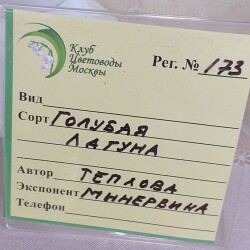 Клуб
Цветоводы
Москвы
Рег. № 173
Вид
Сорт ГОЛУБАЯ
ЛАГУНА
Автор ТЕПЛОВА
Экспонент МИНЕРВИНА
Телефон